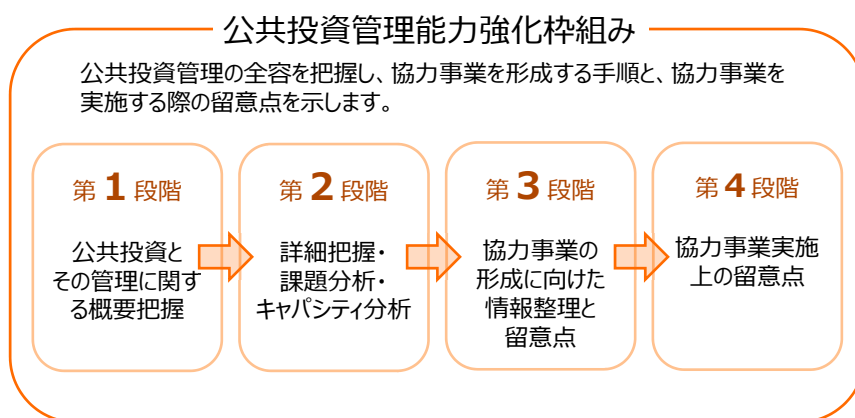 公共投資管理能力強化枠組み
公共投資管理の全容を把握し、協力事業を形成する手順と、協力事業を
実施する際の留意点を示します。
第 1 段階
公共投資と
その管理に関す
る概要把握
第 2 段階
詳細把握・
課題分析・
キャパシティ分析
第 3 段階
協力事業の
形成に向けた
情報整理と
留意点
第 4 段階
協力事業実施
上の留意点